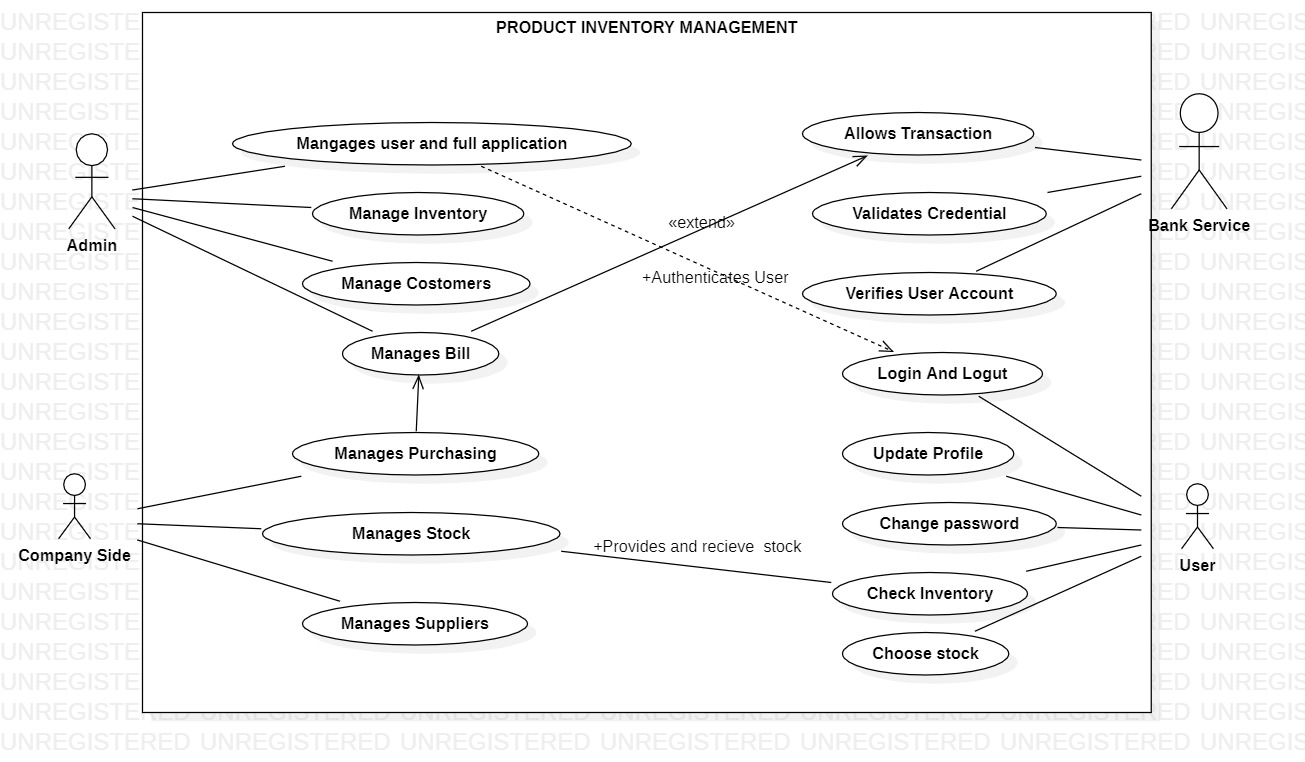 PRODUCT INVENTORY MANAGEMENT
Mangages user and full application
Allows Transaction
Manage Inventory
Validates Credential
«extend»
Bank Service
Admin
+Authenticates User
Manage Costomers
Verifies User Account
Manages Bill
Login And Logut
Manages Purchasing
Update Profile
Change password
Manages Stock
+Provides and recieve stock
Company Side
User
Check Inventory
Manages Suppliers
Choose stock
UNREGISTERED UNREGISTERED UNREGISTERED UNREGISTERED UNREGISTERED UNREGISTERED UNREGIS